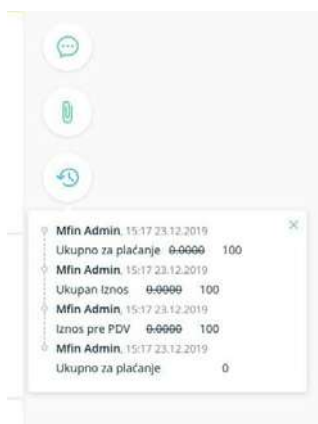 Mfin Admin, 15:17 23.12.2019
Ukupno za plaćanje 0.0000 100
Mfin Admin, 15:17 23.12.2019
Ukupan Iznos 0.0000 100
Mfin Admin, 15:17 23.12.2019
Iznos pre PDV 0.0000 100
Mfin Admin, 15:17 23.12.2019
Ukupno za plaćanje 0